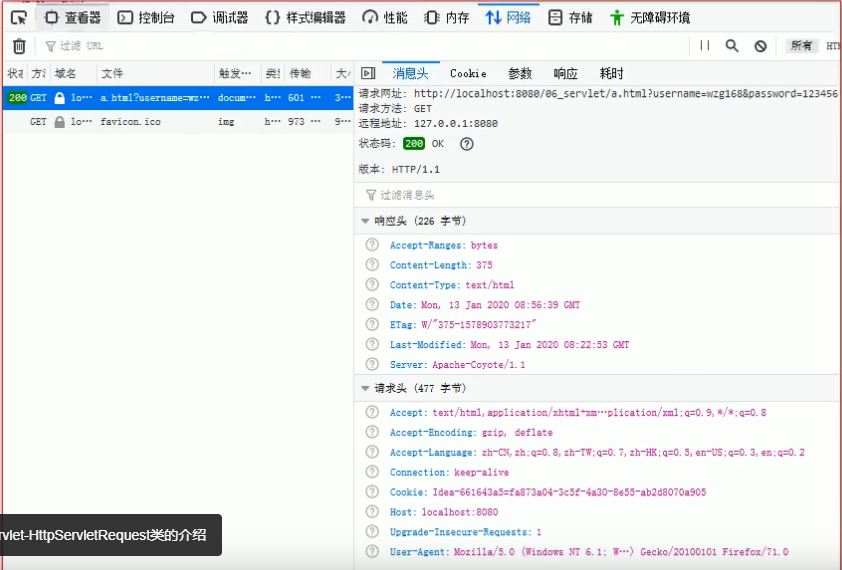 查看器 控制台 调试器 样式编辑器 性能 内存 网络 存储 无障碍环境
过滤 URL 所有 HTM
状态 方法 域名 文件 触发… 类型 传输 大小
200 GET lo… a.html?username=wz… docum… h… 601 … 3…
GET lo… favicon.ico img h… 973 … 9…
消息头 Cookie 参数 响应 耗时
请求网址: http://localhost:8080/06_servlet/a.html?username=wzg168&password=123456
请求方法: GET
远程地址: 127.0.0.1:8080
状态码: 200 OK
版本: HTTP/1.1
过滤消息头
响应头 (226 字节)
Accept-Ranges: bytes
Content-Length: 375
Content-Type: text/html
Date: Mon, 13 Jan 2020 08:56:39 GMT
ETag: W/"375-1578903773217"
Last-Modified: Mon, 13 Jan 2020 08:22:53 GMT
Server: Apache-Coyote/1.1
请求头 (477 字节)
Accept: text/html,application/xhtml+xm…plication/xml;q=0.9,*/*;q=0.8
Accept-Encoding: gzip, deflate
Accept-Language: zh-CN,zh;q=0.8,zh-TW;q=0.7,zh-HK;q=0.5,en-US;q=0.3,en;q=0.2
Connection: keep-alive
Cookie: Idea-661643a5=fa873a04-3c5f-4a30-8e55-ab2d8070a905
Host: localhost:8080
Upgrade-Insecure-Requests: 1
User-Agent: Mozilla/5.0 (Windows NT 6.1; W…) Gecko/20100101 Firefox/71.0
rvlet-HttpServletRequest类的介绍